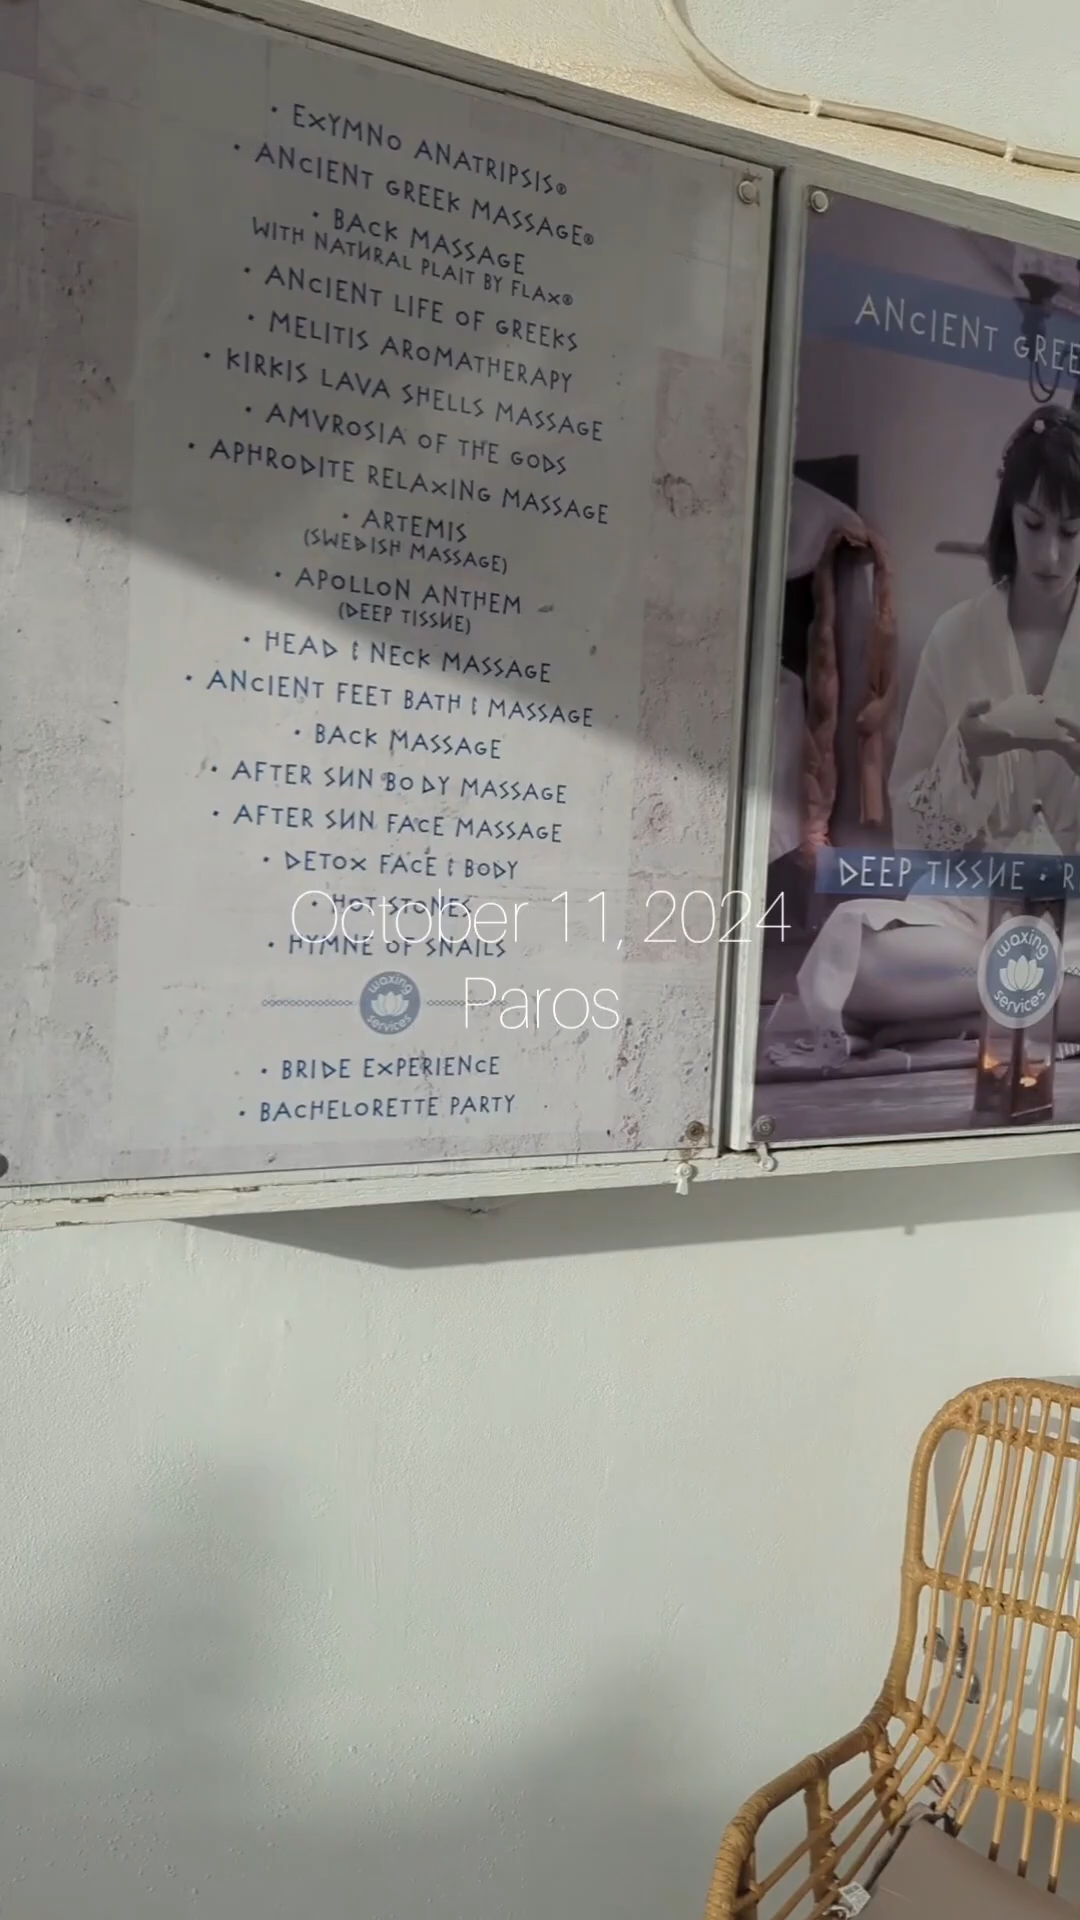 • EXYMNO ANATRIPSIS®
• ANCIENT GREEK MASSAGE®
• BACK MASSAGE
WITH NATURAL PLAIT BY FLAX®
• ANCIENT LIFE OF GREEKS
• MELITIS AROMATHERAPY
• KIRKIS LAVA SHELLS MASSAGE
• AMVROSIA OF THE GODS
• APHRODITE RELAXING MASSAGE
• ARTEMIS
(SWEDISH MASSAGE)
• APOLLON ANTHEM
(DEEP TISSUE)
• HEAD & NECK MASSAGE
• ANCIENT FEET BATH & MASSAGE
• BACK MASSAGE
• AFTER SUN BODY MASSAGE
• AFTER SUN FACE MASSAGE
• DETOX FACE & BODY
• HOT STONES
• HYMNE OF SNAILS
waxing
services
• BRIDE EXPERIENCE
• BACHELORETTE PARTY
ANCIENT GREE
DEEP TISSUE • R
waxing
services
October 11, 2024
Paros